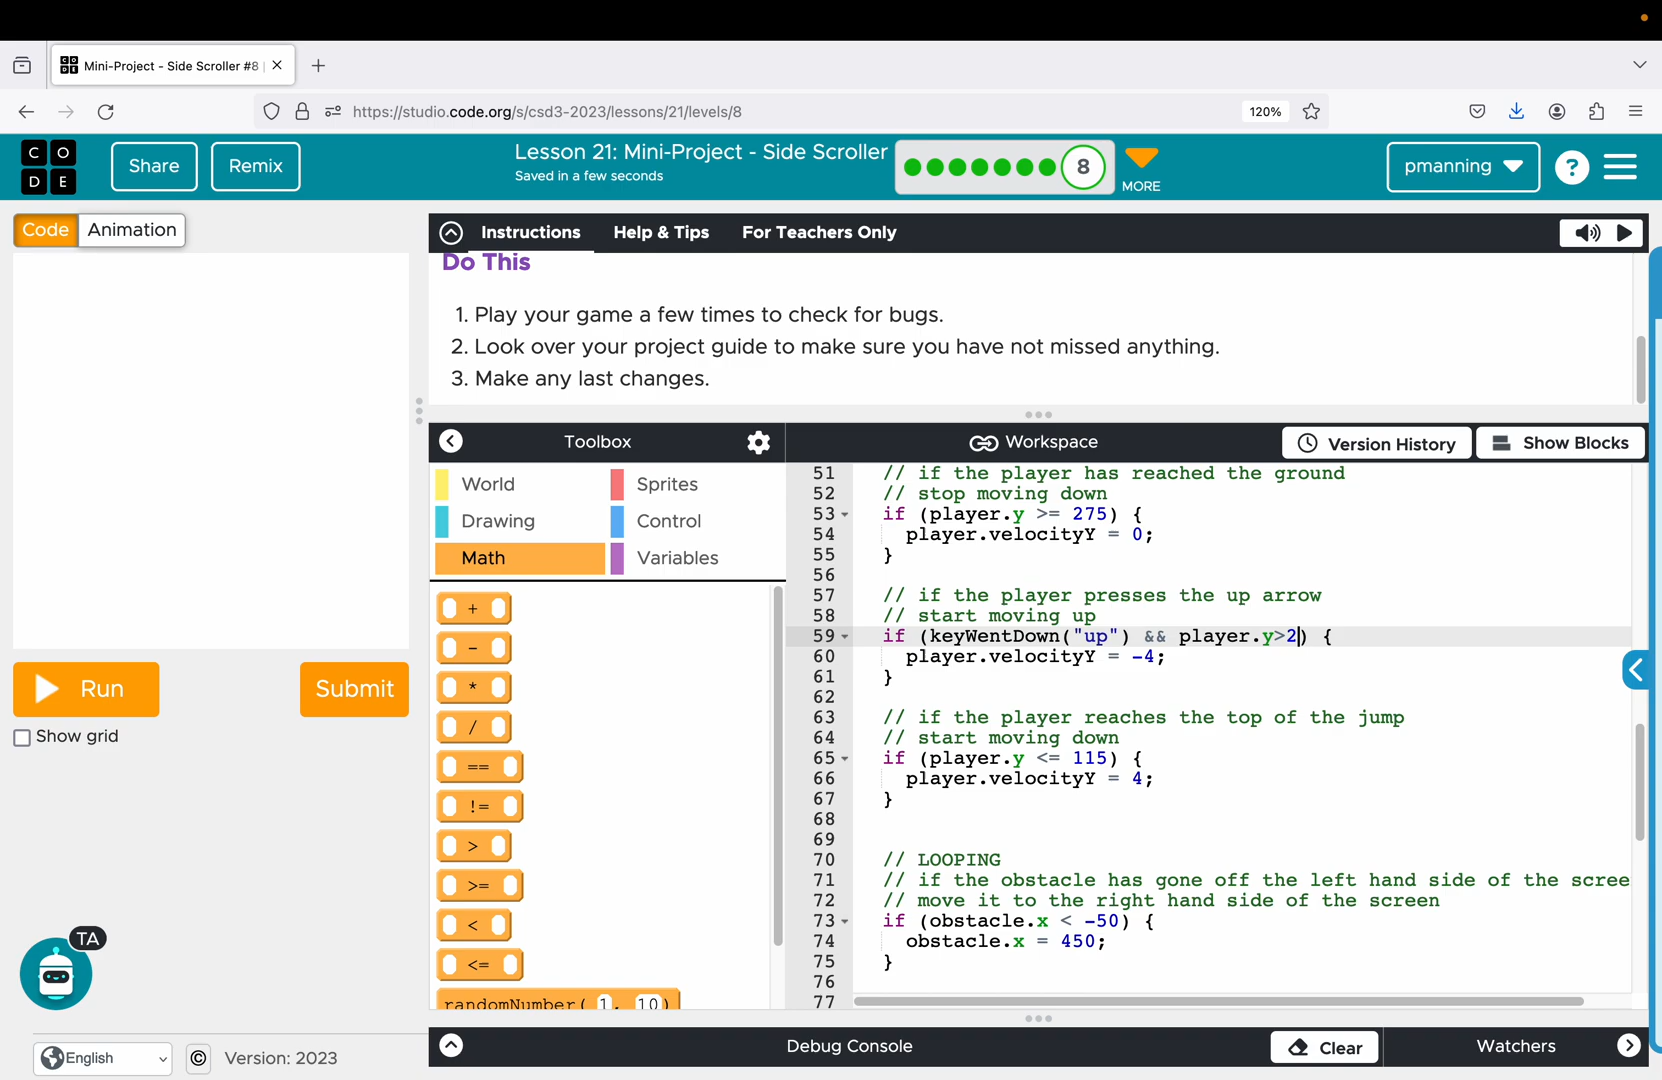 Mini-Project - Side Scroller #8
https://studio.code.org/s/csd3-2023/lessons/21/levels/8
120%
C O
D E
Share
Remix
Lesson 21: Mini-Project - Side Scroller
Saved in a few seconds
8
MORE
pmanning
?
Code
Animation
Instructions
Help & Tips
For Teachers Only
Do This
1. Play your game a few times to check for bugs.
2. Look over your project guide to make sure you have not missed anything.
3. Make any last changes.
Toolbox
Workspace
Version History
Show Blocks
World
Sprites
Drawing
Control
Math
Variables
+
-
*
/
==
!=
>
>=
<
<=
randomNumber( 1, 10)
51 // if the player has reached the ground
52 // stop moving down
53 if (player.y >= 275) {
54 player.velocityY = 0;
55 }
56
57 // if the player presses the up arrow
58 // start moving up
59 if (keyWentDown("up") && player.y>2) {
60 player.velocityY = -4;
61 }
62
63 // if the player reaches the top of the jump
64 // start moving down
65 if (player.y <= 115) {
66 player.velocityY = 4;
67 }
68
69
70 // LOOPING
71 // if the obstacle has gone off the left hand side of the scree
72 // move it to the right hand side of the screen
73 if (obstacle.x < -50) {
74 obstacle.x = 450;
75 }
76
77
Run
Submit
Show grid
TA
English
©
Version: 2023
Debug Console
Clear
Watchers